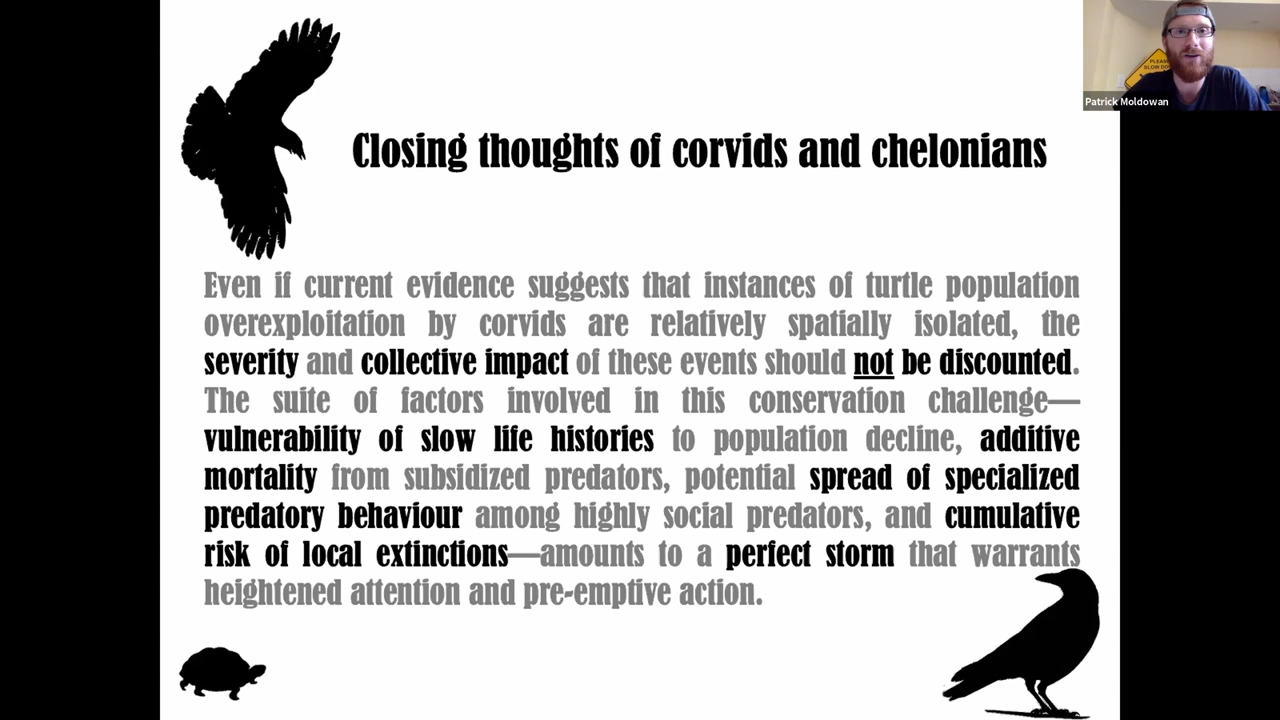 PLEASE
SLOW DO
Patrick Moldowan
Closing thoughts of corvids and chelonians
Even if current evidence suggests that instances of turtle population
overexploitation by corvids are relatively spatially isolated, the
severity and collective impact of these events should not be discounted.
The suite of factors involved in this conservation challenge—
vulnerability of slow life histories to population decline, additive
mortality from subsidized predators, potential spread of specialized
predatory behaviour among highly social predators, and cumulative
risk of local extinctions—amounts to a perfect storm that warrants
heightened attention and pre-emptive action.